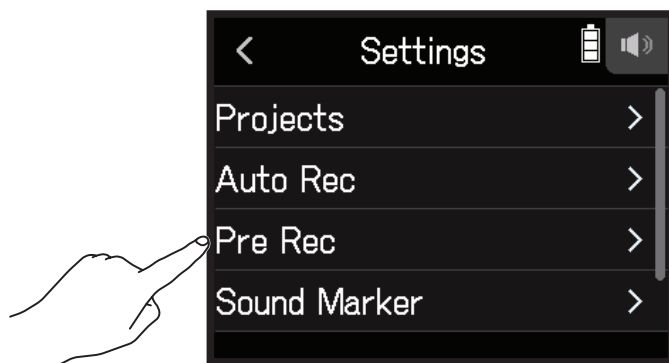 Settings
Projects
Auto Rec
Pre Rec
Sound Marker